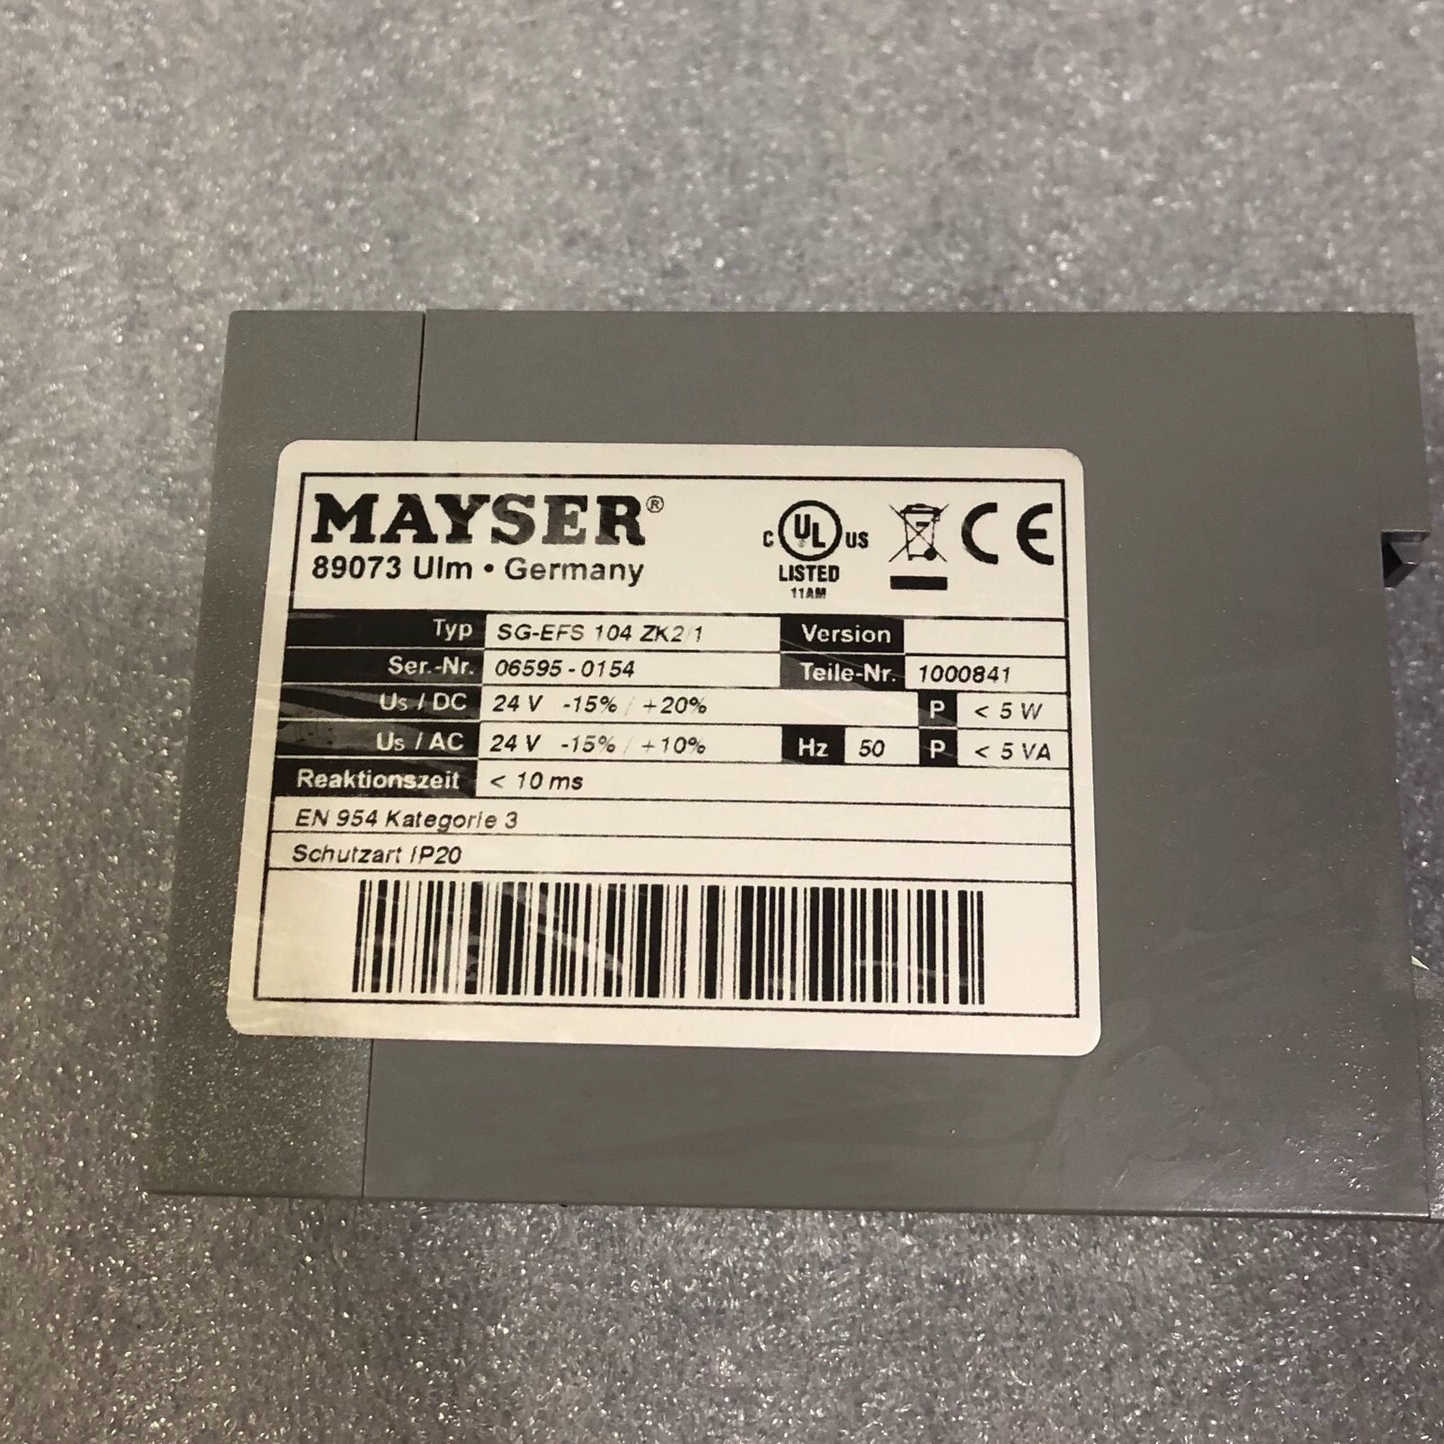 MAYSER®
89073 Ulm • Germany
C UL US
LISTED
11AM
CE
Typ SG-EFS 104 ZK2/1 Version
Ser.-Nr. 06595-0154 Teile-Nr. 1000841
Us / DC 24 V -15% / +20% P < 5 W
Us / AC 24 V -15% / +10% Hz 50 P < 5 VA
Reaktionszeit < 10 ms
EN 954 Kategorie 3
Schutzart IP20